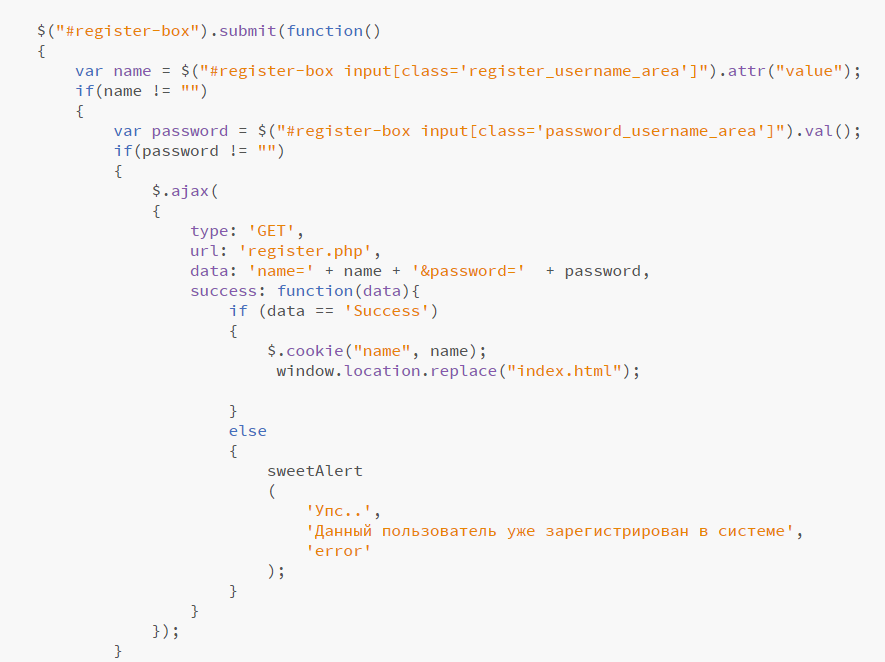 $("#register-box").submit(function()
{
    var name = $("#register-box input[class='register_username_area']").attr("value");
    if(name != "")
    {
        var password = $("#register-box input[class='password_username_area']").val();
        if(password != "")
        {
            $.ajax(
            {
                type: 'GET',
                url: 'register.php',
                data: 'name=' + name + '&password='  + password,
                success: function(data){
                    if (data == 'Success')
                    {
                        $.cookie("name", name);
                         window.location.replace("index.html");

                    }
                    else
                    {
                        sweetAlert
                        (
                            'Упс..',
                            'Данный пользователь уже зарегистрирован в системе',
                            'error'
                        );
                    }
                }
            });
        }